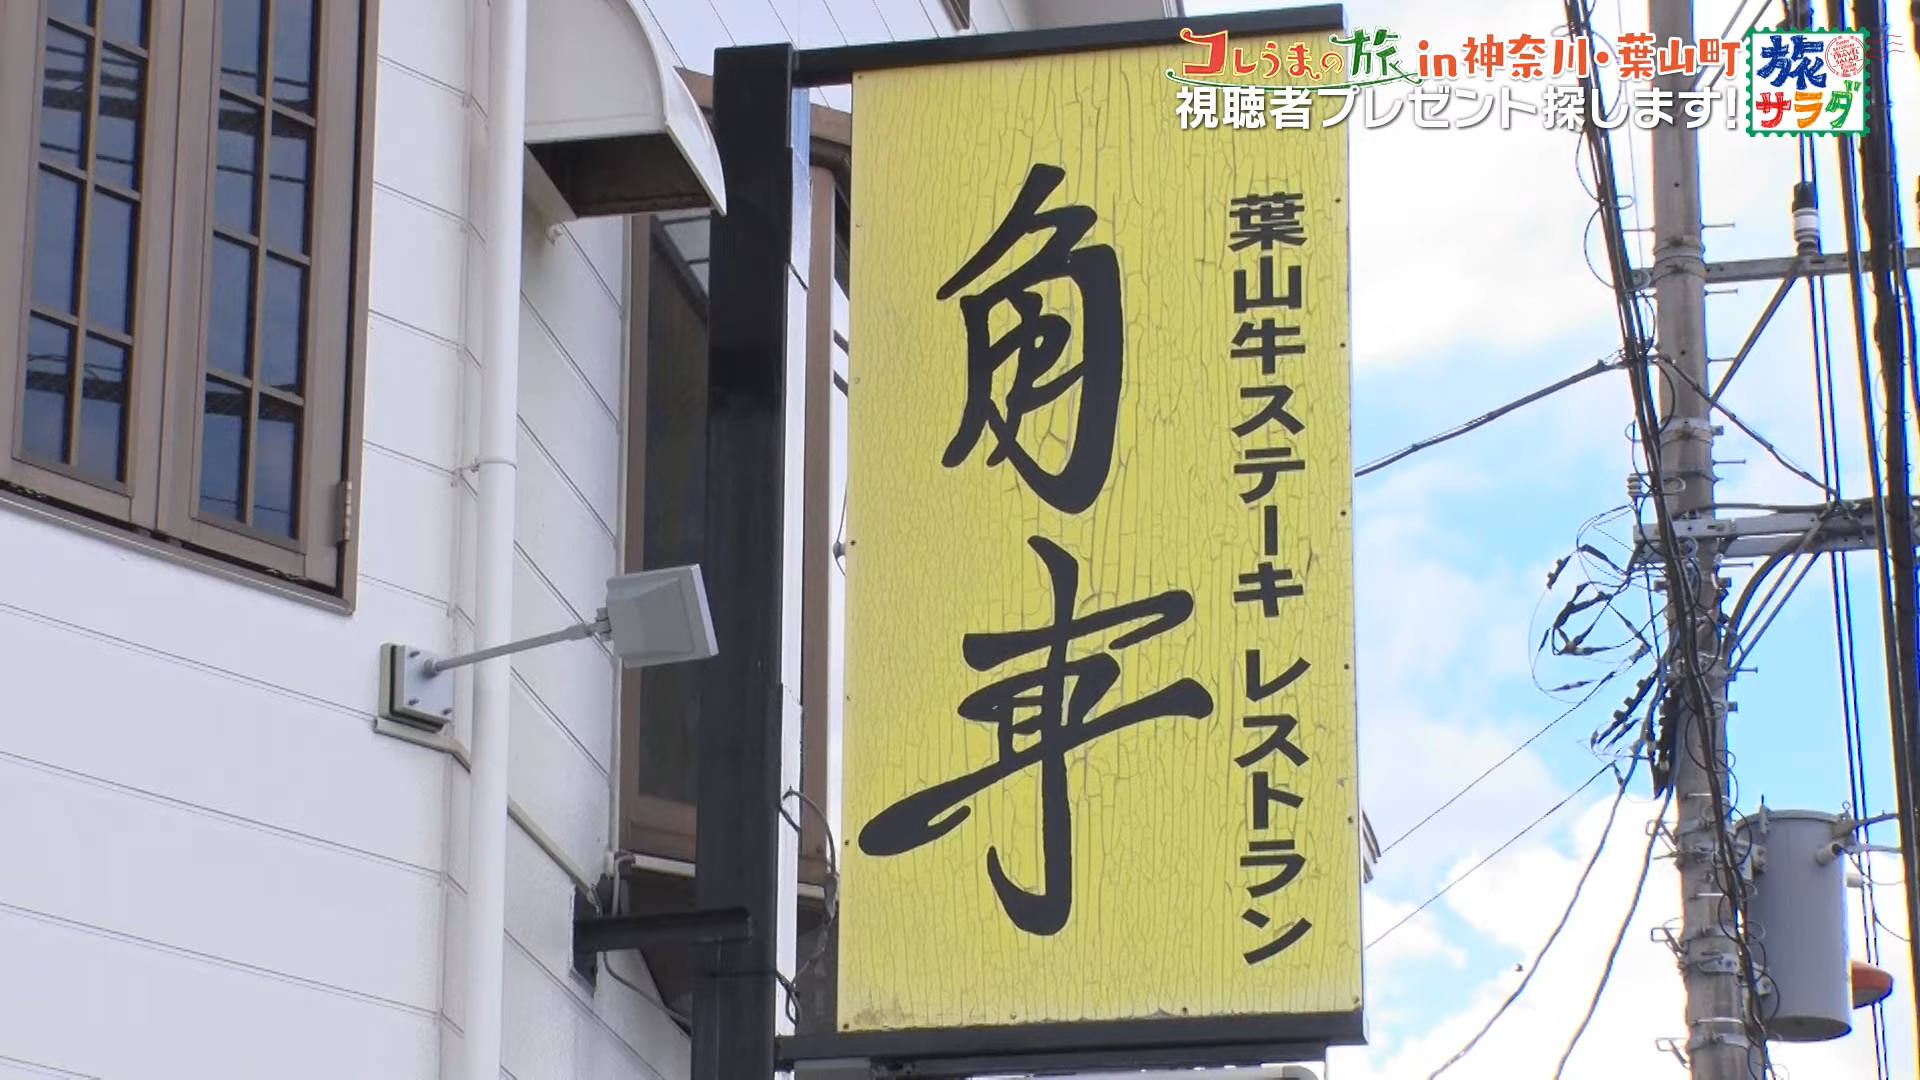 コレうまの旅 in 神奈川・葉山町
視聴者プレゼント探します!
旅サラダ
葉山牛ステーキ レストラン
角車